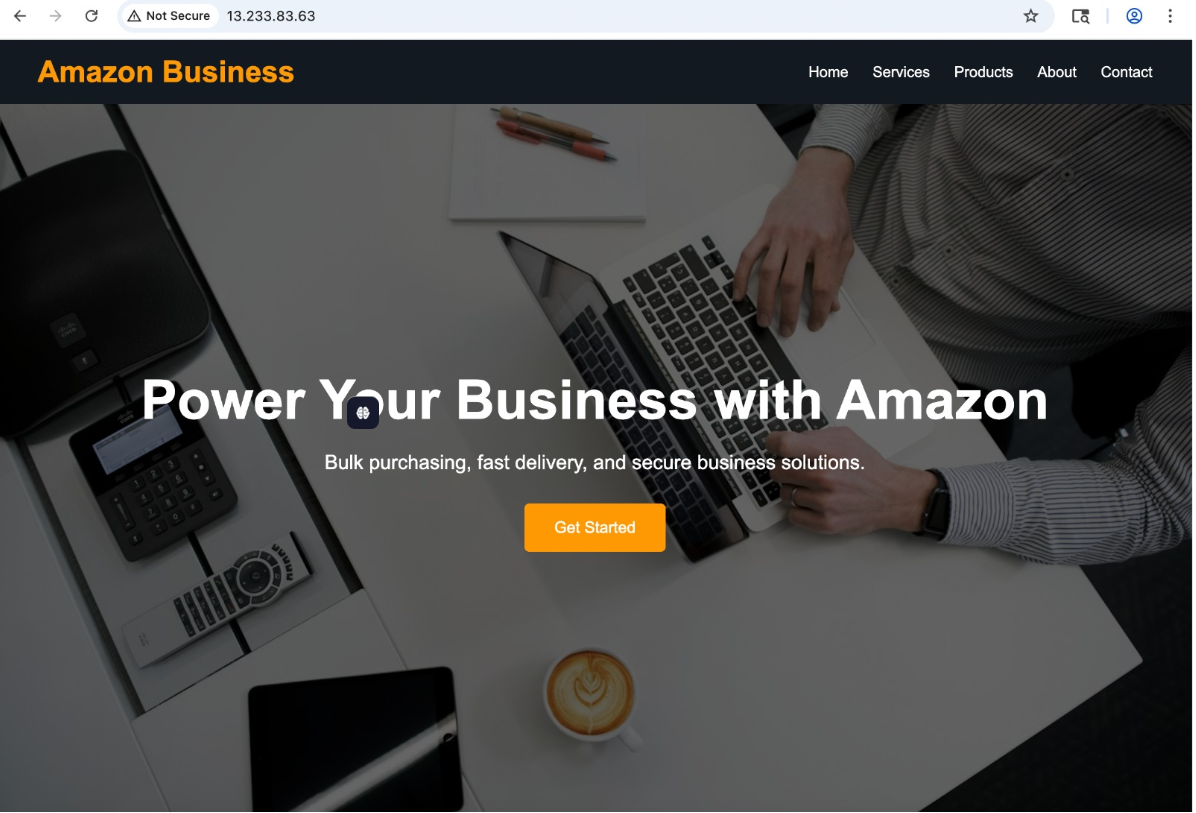 Not Secure 13.233.83.63
Amazon Business Home Services Products About Contact
Power Your Business with Amazon
Bulk purchasing, fast delivery, and secure business solutions.
Get Started